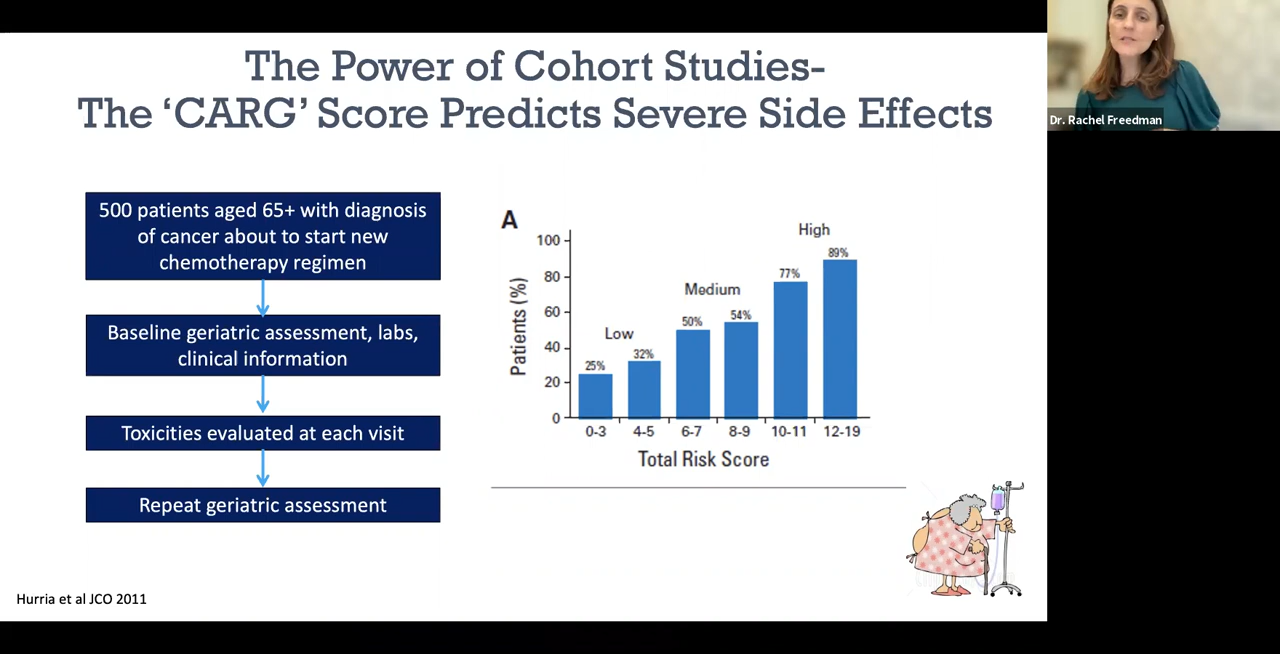 The Power of Cohort Studies-
The ‘CARG’ Score Predicts Severe Side Effects
Dr. Rachel Freedman
500 patients aged 65+ with diagnosis
of cancer about to start new
chemotherapy regimen
Baseline geriatric assessment, labs,
clinical information
Toxicities evaluated at each visit
Repeat geriatric assessment
A
Patients (%)
100
80
60
40
20
0
Low
Medium
High
25%
32%
50%
54%
77%
89%
0-3 4-5 6-7 8-9 10-11 12-19
Total Risk Score
Hurria et al JCO 2011